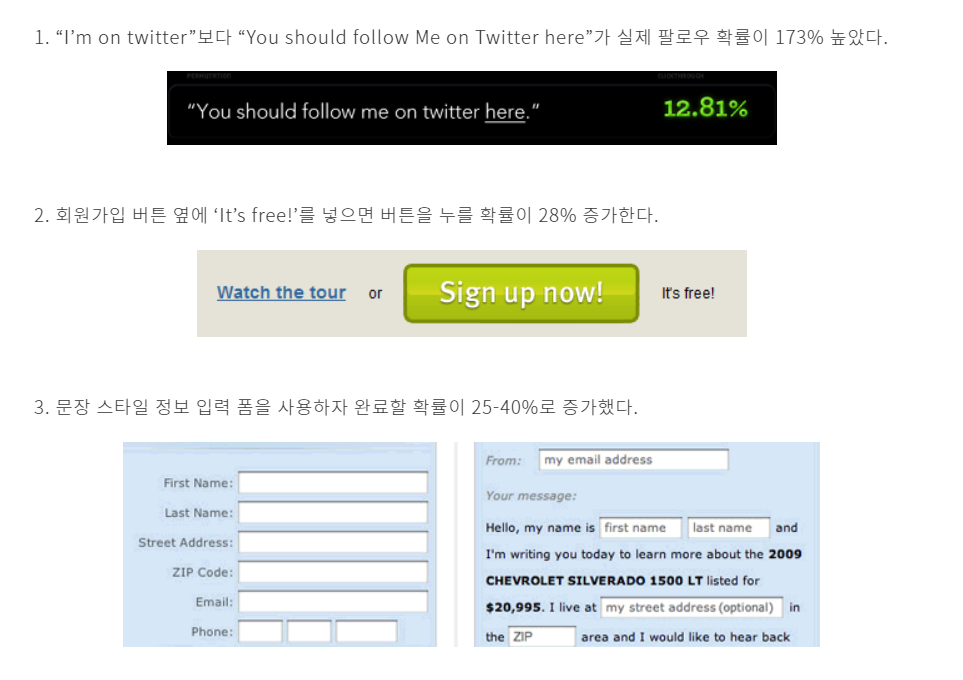 1. “I’m on twitter”보다 “You should follow Me on Twitter here”가 실제 팔로우 확률이 173% 높았다.
PERMUTATION CLICKTHROUGH
“You should follow me on twitter here.” 12.81%
2. 회원가입 버튼 옆에 ‘It’s free!’를 넣으면 버튼을 누를 확률이 28% 증가한다.
Watch the tour or Sign up now! It's free!
3. 문장 스타일 정보 입력 폼을 사용하자 완료할 확률이 25-40%로 증가했다.
First Name:
Last Name:
Street Address:
ZIP Code:
Email:
Phone:
From: my email address
Your message:
Hello, my name is first name last name and
I'm writing you today to learn more about the 2009
CHEVROLET SILVERADO 1500 LT listed for
$20,995. I live at my street address (optional) in
the ZIP area and I would like to hear back